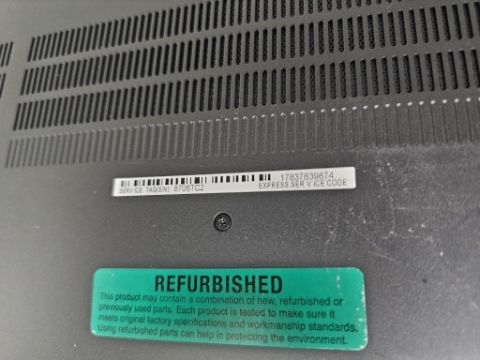 SERVICE TAG(S/N) 8706TC2
17837839874
EXPRESS SERVICE CODE
REFURBISHED
This product may contain a combination of new, refurbished or
previously used parts. Each product is tested to make sure it
meets original factory specifications and workmanship standards.
Using refurbished parts can help in protecting the environment.